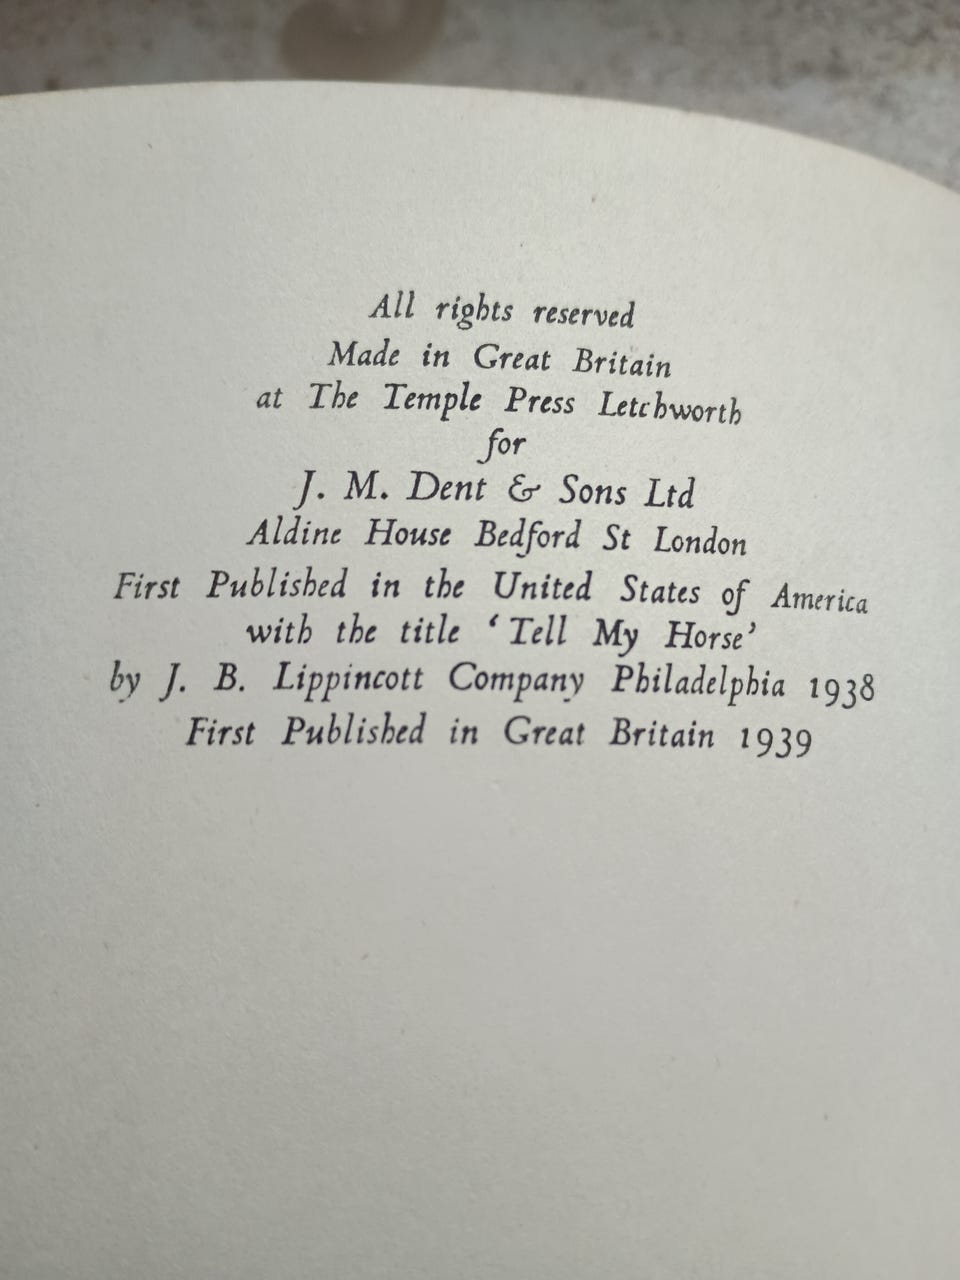 All rights reserved
Made in Great Britain
at The Temple Press Letchworth
for
J. M. Dent & Sons Ltd
Aldine House Bedford St London
First Published in the United States of America
with the title ‘Tell My Horse’
by J. B. Lippincott Company Philadelphia 1938
First Published in Great Britain 1939